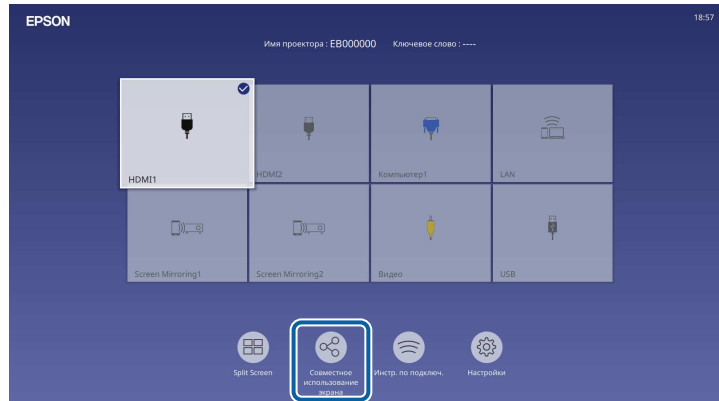 EPSON
18:57
Имя проектора : EB000000 Ключевое слово : ----
HDMI1
HDMI2
Компьютер1
LAN
Screen Mirroring1
Screen Mirroring2
Видео
USB
Split Screen
Совместное
использование
экрана
Инстр. по подключ.
Настройки